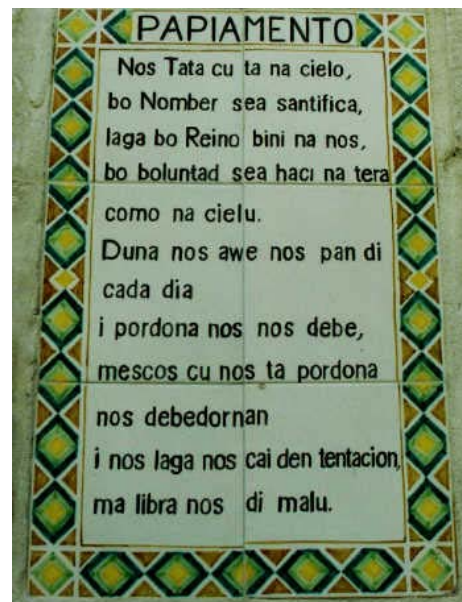 PAPIAMENTO
Nos Tata cu ta na cielo,
bo Nomber sea santifica,
laga bo Reino bini na nos,
bo boluntad sea haci na tera
como na cielu.
Duna nos awe nos pan di
cada dia
i pordona nos nos debe,
mescos cu nos ta pordona
nos debedornan
i nos laga nos cai den tentacion,
ma libra nos di malu.